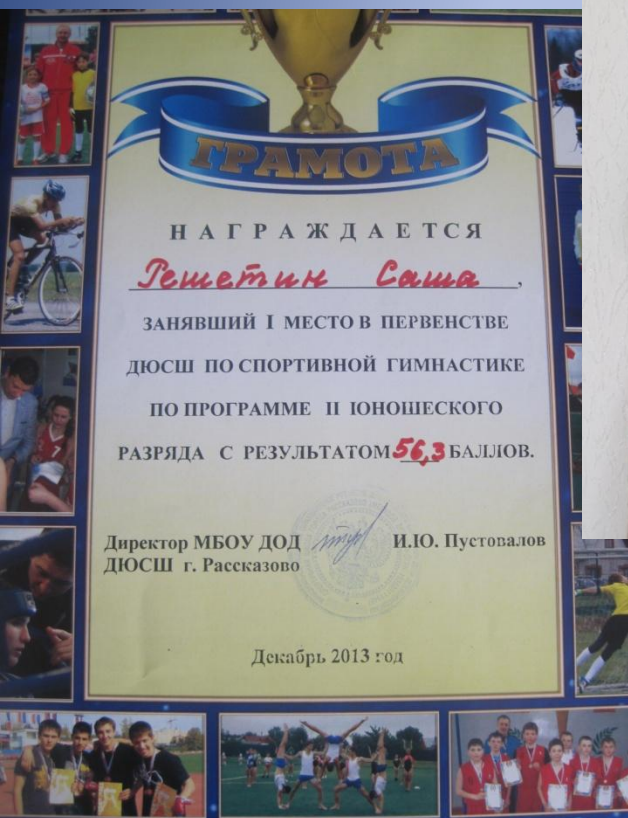 ГРАМОТА
НАГРАЖДАЕТСЯ
Решетин Саша,
ЗАНЯВШИЙ I МЕСТО В ПЕРВЕНСТВЕ
ДЮСШ ПО СПОРТИВНОЙ ГИМНАСТИКЕ
ПО ПРОГРАММЕ II ЮНОШЕСКОГО
РАЗРЯДА С РЕЗУЛЬТАТОМ 56,3 БАЛЛОВ.
Директор МБОУ ДОД И.Ю. Пустовалов
ДЮСШ г. Рассказово
Декабрь 2013 год